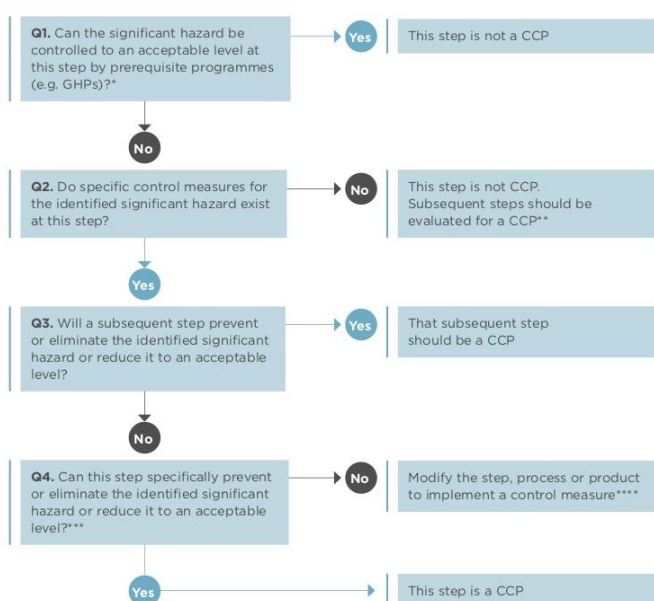 Q1. Can the significant hazard be
controlled to an acceptable level at
this step by prerequisite programmes
(e.g. GHPs)?*
Yes
This step is not a CCP
No
Q2. Do specific control measures for
the identified significant hazard exist
at this step?
No
This step is not CCP.
Subsequent steps should be
evaluated for a CCP**
Yes
Q3. Will a subsequent step prevent
or eliminate the identified significant
hazard or reduce it to an acceptable
level?
Yes
That subsequent step
should be a CCP
No
Q4. Can this step specifically prevent
or eliminate the identified significant
hazard or reduce it to an acceptable
level?***
No
Modify the step, process or product
to implement a control measure****
Yes
This step is a CCP